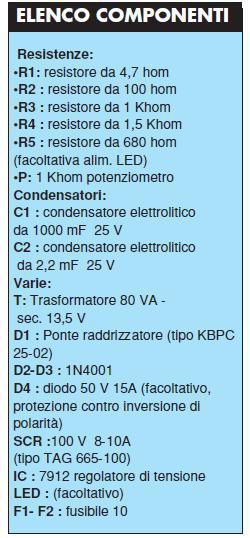 ELENCO COMPONENTI
Resistenze:
•R1: resistore da 4,7 hom
•R2 : resistore da 100 hom
•R3 : resistore da 1 Khom
•R4 : resistore da 1,5 Khom
•R5 : resistore da 680 hom
(facoltativa alim. LED)
•P: 1 Khom potenziometro
Condensatori:
C1 : condensatore elettrolitico
da 1000 mF 25 V
C2 : condensatore elettrolitico
da 2,2 mF 25 V
Varie:
T: Trasformatore 80 VA -
sec. 13,5 V
D1 : Ponte raddrizzatore (tipo KBPC
25-02)
D2-D3 : 1N4001
D4 : diodo 50 V 15A (facoltativo,
protezione contro inversione di
polarità)
SCR :100 V 8-10A
(tipo TAG 665-100)
IC : 7912 regolatore di tensione
LED : (facoltativo)
F1- F2 : fusibile 10